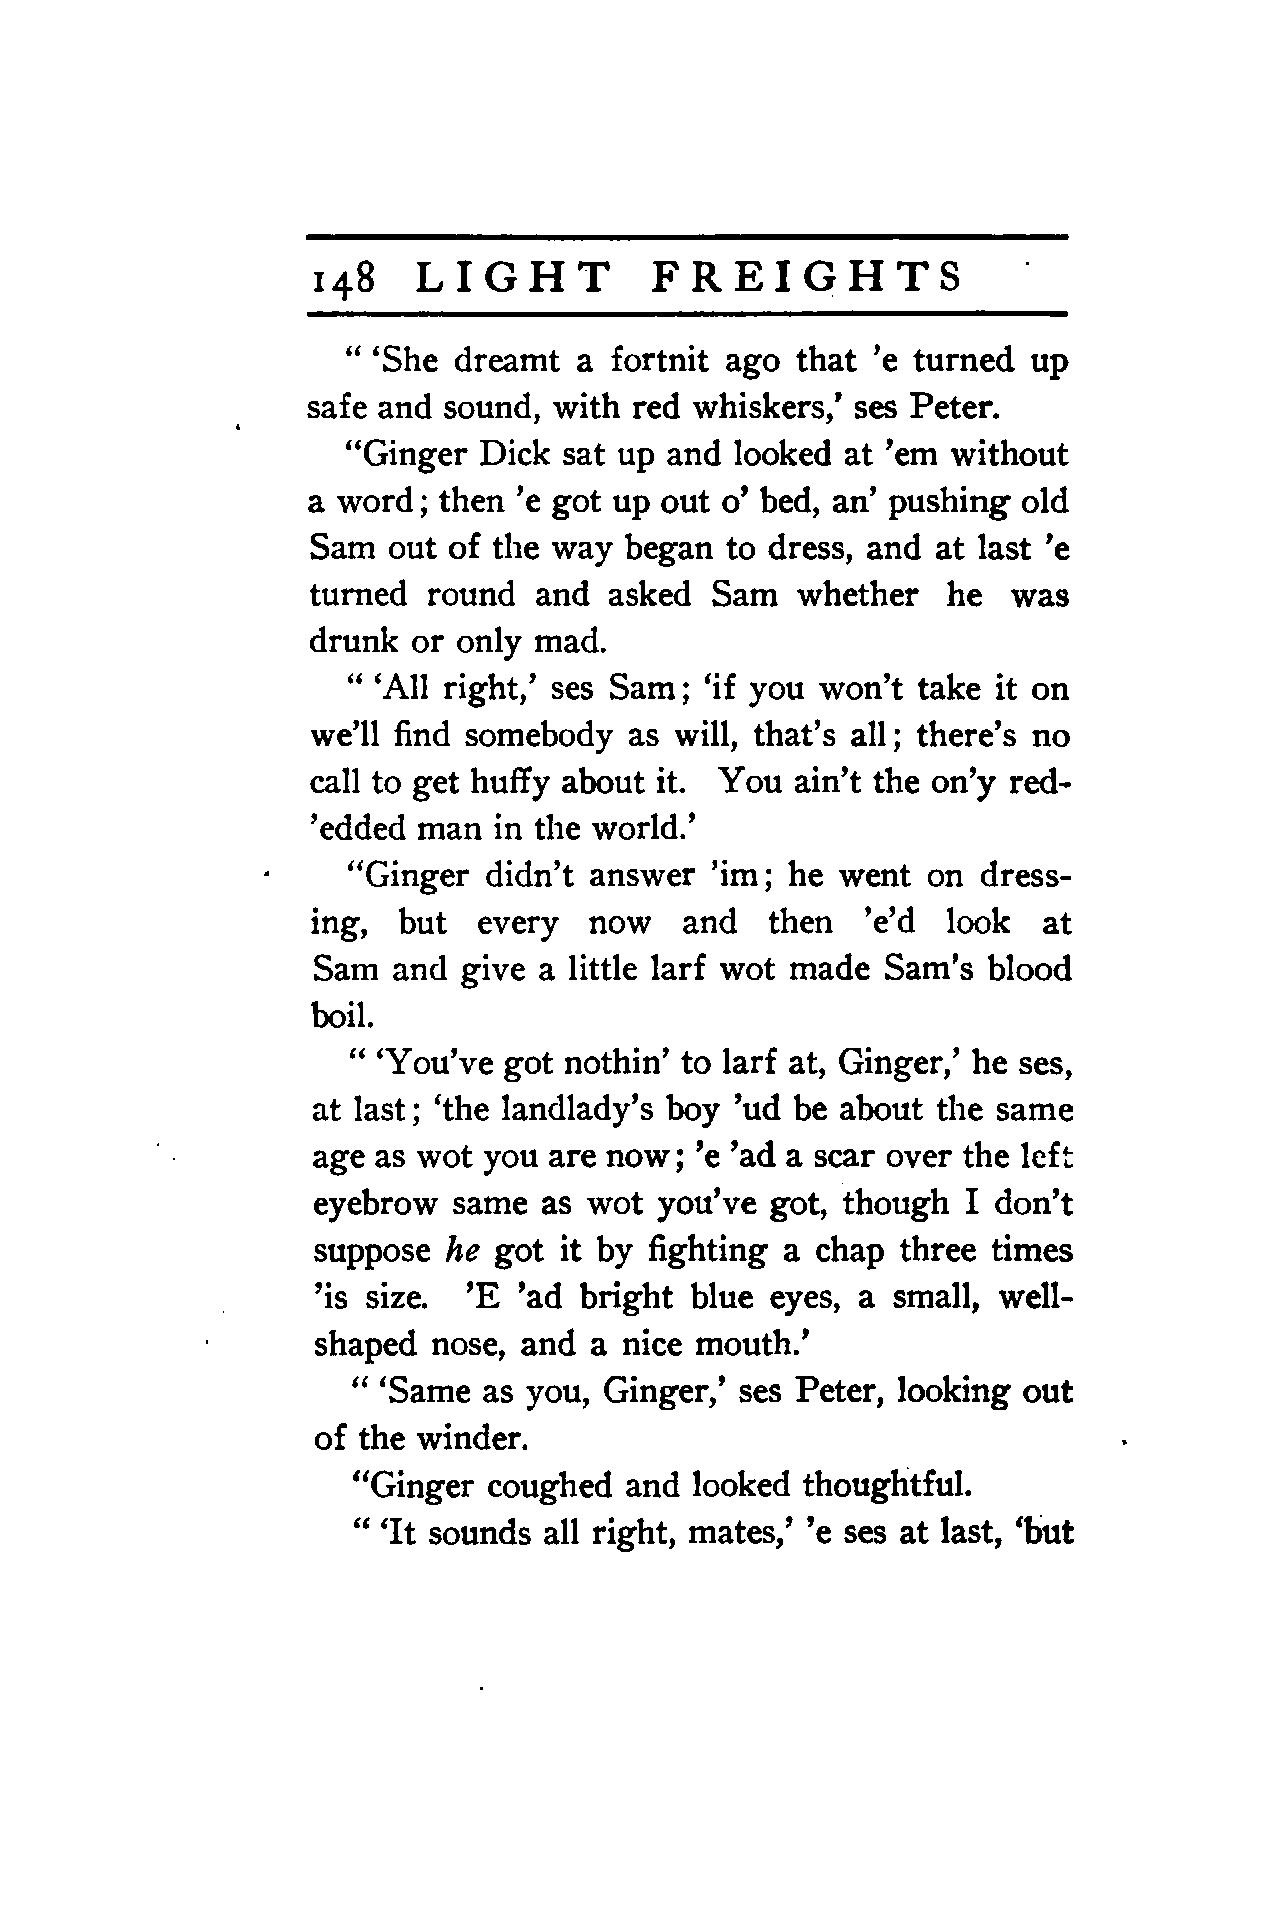 148 LIGHT FREIGHTS
“ ‘She dreamt a fortnit ago that ’e turned up
safe and sound, with red whiskers,’ ses Peter.
“Ginger Dick sat up and looked at ’em without
a word; then ’e got up out o’ bed, an’ pushing old
Sam out of the way began to dress, and at last ’e
turned round and asked Sam whether he was
drunk or only mad.
“ ‘All right,’ ses Sam; ‘if you won’t take it on
we’ll find somebody as will, that’s all; there’s no
call to get huffy about it. You ain’t the on’y red-
’edded man in the world.’
“Ginger didn’t answer ’im; he went on dress-
ing, but every now and then ’e’d look at
Sam and give a little larf wot made Sam’s blood
boil.
“ ‘You’ve got nothin’ to larf at, Ginger,’ he ses,
at last; ‘the landlady’s boy ’ud be about the same
age as wot you are now; ’e ’ad a scar over the left
eyebrow same as wot you’ve got, though I don’t
suppose he got it by fighting a chap three times
’is size. ’E ’ad bright blue eyes, a small, well-
shaped nose, and a nice mouth.’
“ ‘Same as you, Ginger,’ ses Peter, looking out
of the winder.
“Ginger coughed and looked thoughtful.
“ ‘It sounds all right, mates,’ ’e ses at last, ‘but